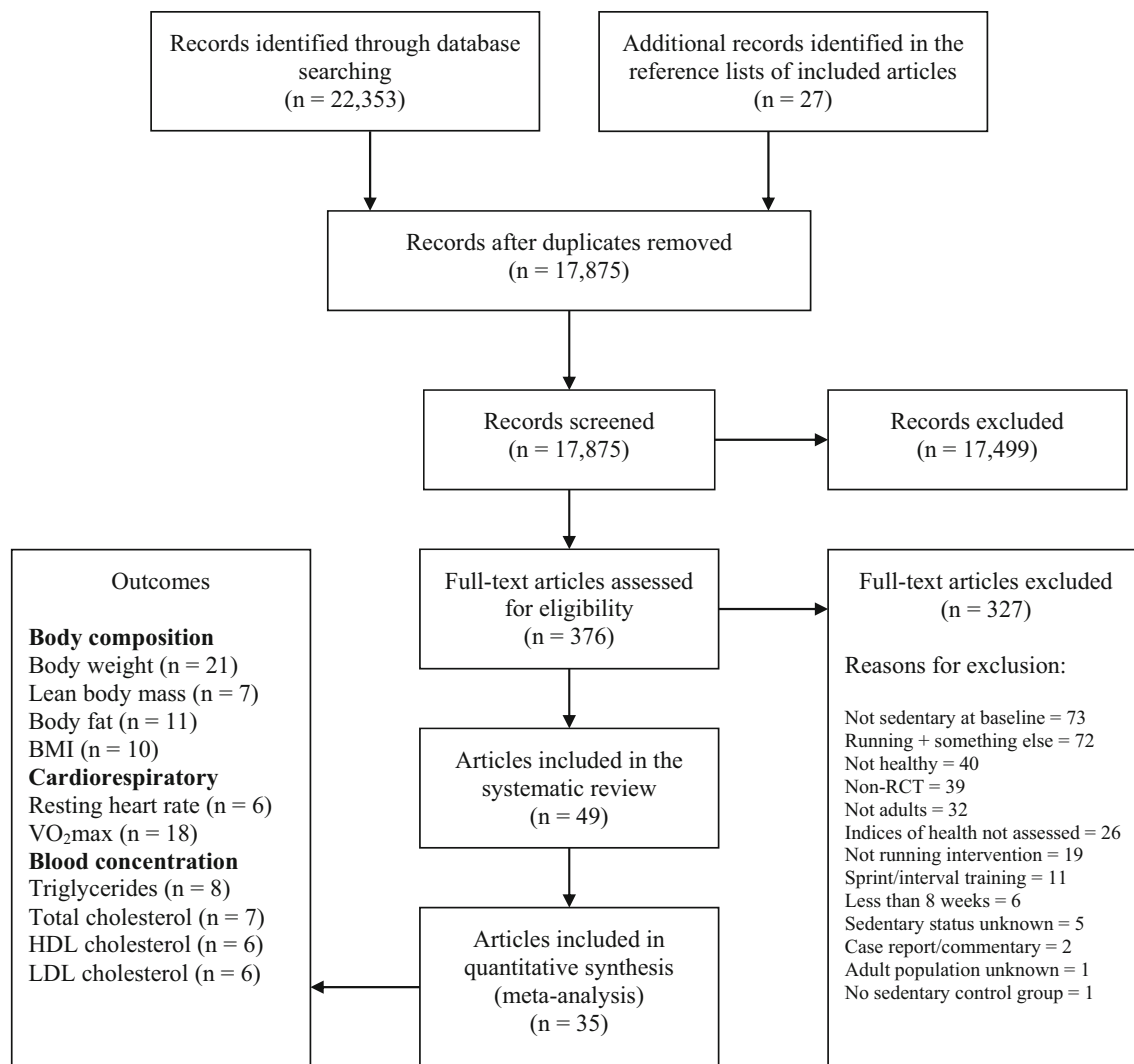 Records identified through database
searching
(n = 22,353)
Additional records identified in the
reference lists of included articles
(n = 27)
Records after duplicates removed
(n = 17,875)
Records screened
(n = 17,875)
Records excluded
(n = 17,499)
Full-text articles assessed
for eligibility
(n = 376)
Full-text articles excluded
(n = 327)
Reasons for exclusion:
Not sedentary at baseline = 73
Running + something else = 72
Not healthy = 40
Non-RCT = 39
Not adults = 32
Indices of health not assessed = 26
Not running intervention = 19
Sprint/interval training = 11
Less than 8 weeks = 6
Sedentary status unknown = 5
Case report/commentary = 2
Adult population unknown = 1
No sedentary control group = 1
Articles included in the
systematic review
(n = 49)
Articles included in
quantitative synthesis
(meta-analysis)
(n = 35)
Outcomes
Body composition
Body weight (n = 21)
Lean body mass (n = 7)
Body fat (n = 11)
BMI (n = 10)
Cardiorespiratory
Resting heart rate (n = 6)
VO₂max (n = 18)
Blood concentration
Triglycerides (n = 8)
Total cholesterol (n = 7)
HDL cholesterol (n = 6)
LDL cholesterol (n = 6)